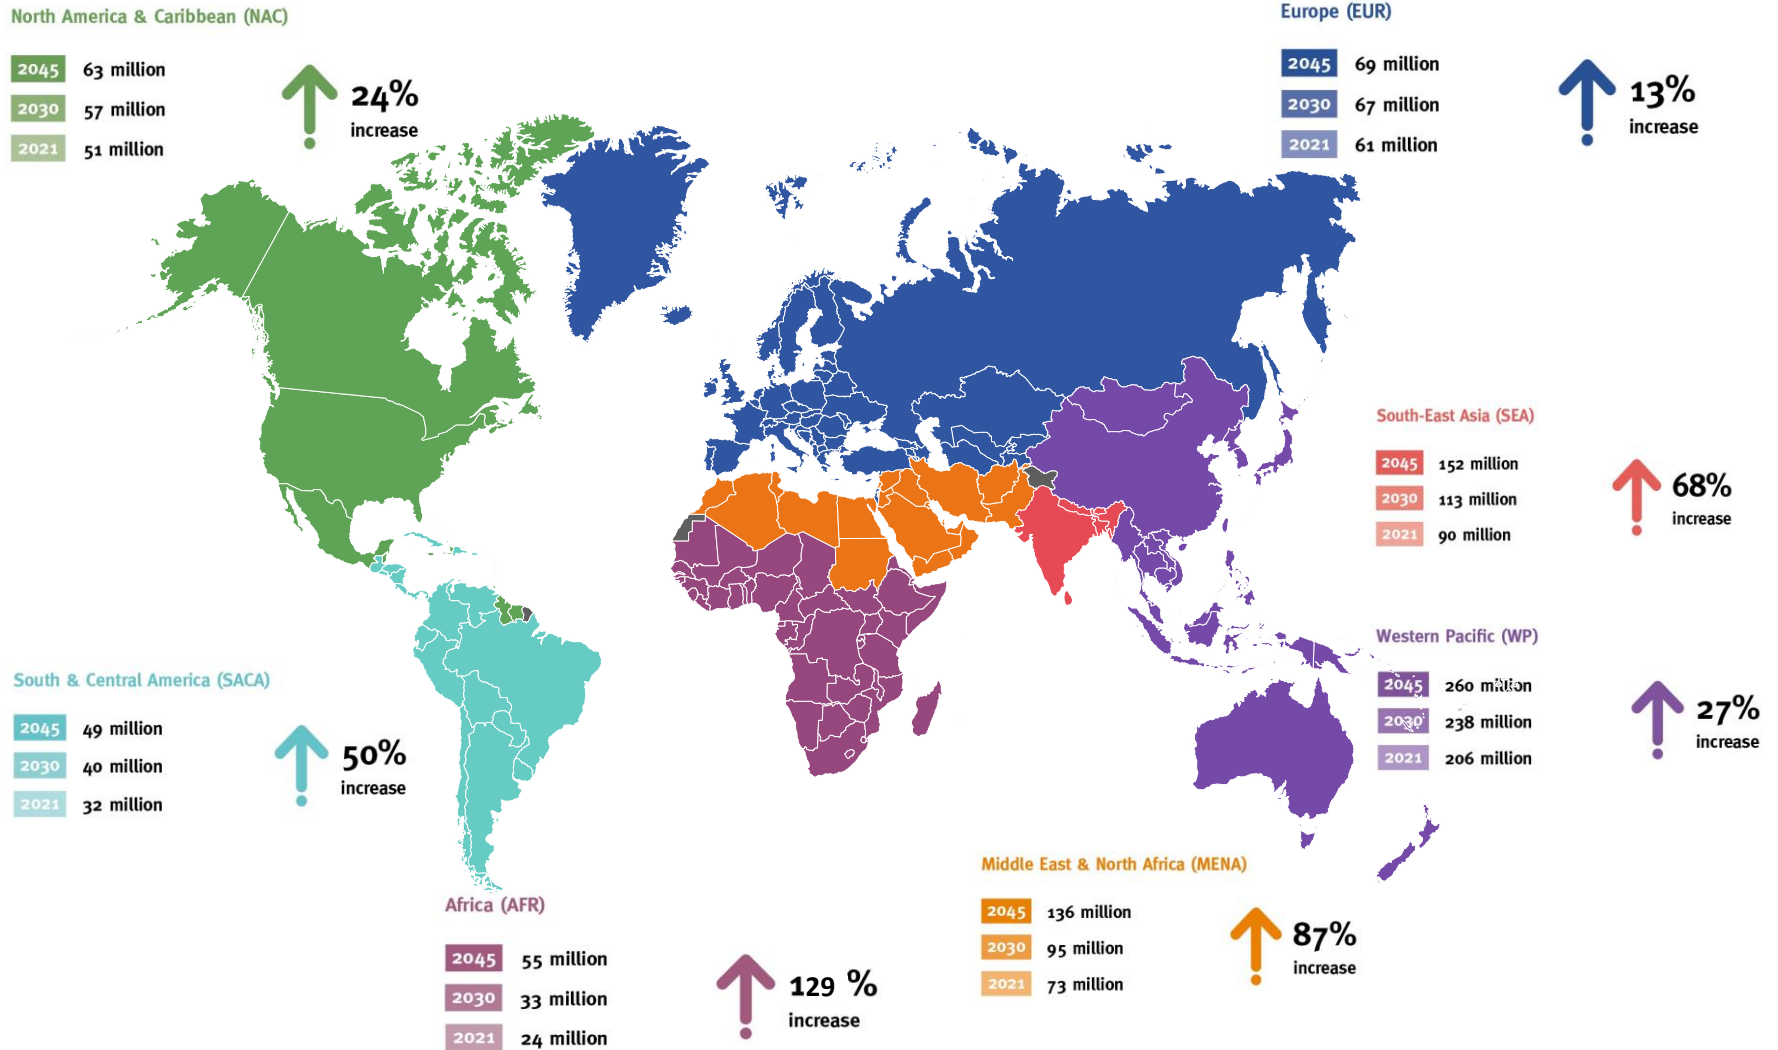 North America & Caribbean (NAC)
2045 63 million
2030 57 million
2021 51 million
24%
increase
Europe (EUR)
2045 69 million
2030 67 million
2021 61 million
13%
increase
South-East Asia (SEA)
2045 152 million
2030 113 million
2021 90 million
68%
increase
Western Pacific (WP)
2045 260 million
2030 238 million
2021 206 million
27%
increase
South & Central America (SACA)
2045 49 million
2030 40 million
2021 32 million
50%
increase
Middle East & North Africa (MENA)
2045 136 million
2030 95 million
2021 73 million
87%
increase
Africa (AFR)
2045 55 million
2030 33 million
2021 24 million
129 %
increase